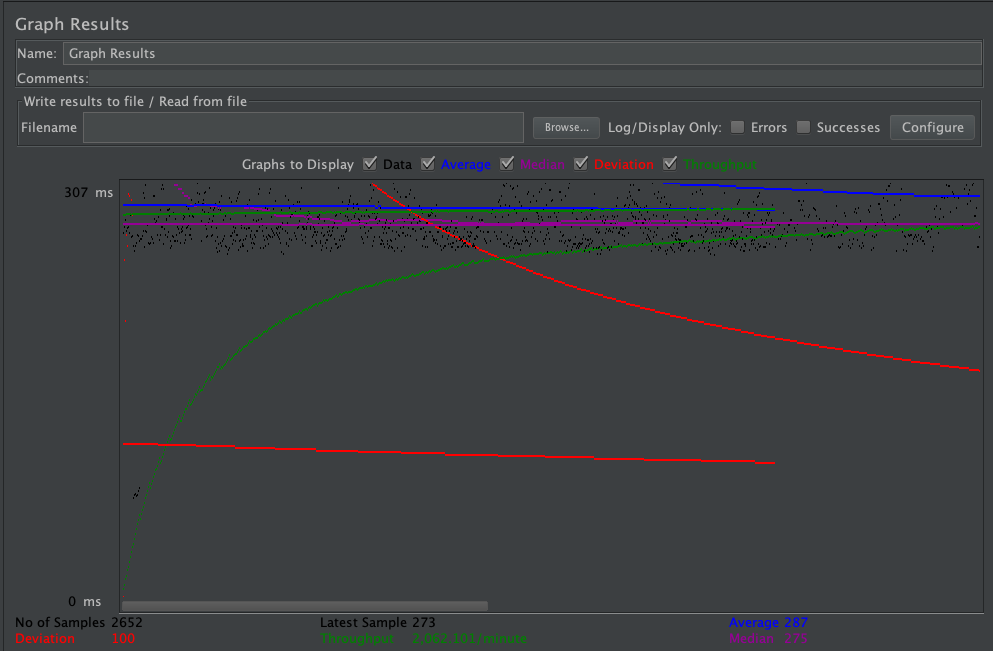 Graph Results
Name: Graph Results
Comments:
Write results to file / Read from file
Filename Browse... Log/Display Only: Errors Successes Configure
Graphs to Display Data Average Median Deviation Throughput
307 ms
0 ms
No of Samples 2652 Latest Sample 273 Average 287
Deviation 100 Throughput 2,062.101/minute Median 275